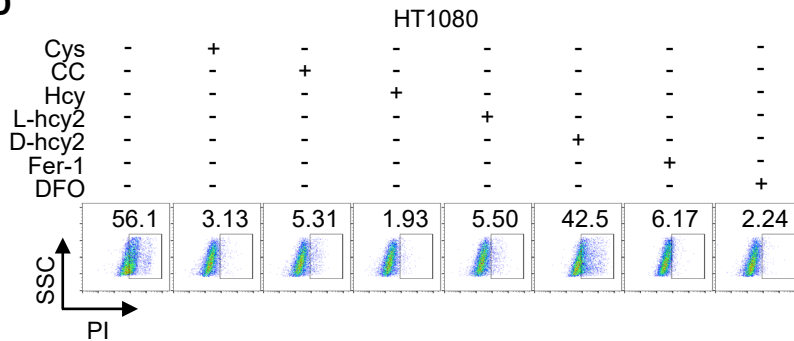 HT1080
Cys - + - - - - - -
CC - - + - - - - -
Hcy - - - + - - - -
L-hcy2 - - - - + - - -
D-hcy2 - - - - - + - -
Fer-1 - - - - - - + -
DFO - - - - - - - +
56.1 3.13 5.31 1.93 5.50 42.5 6.17 2.24
SSC
PI